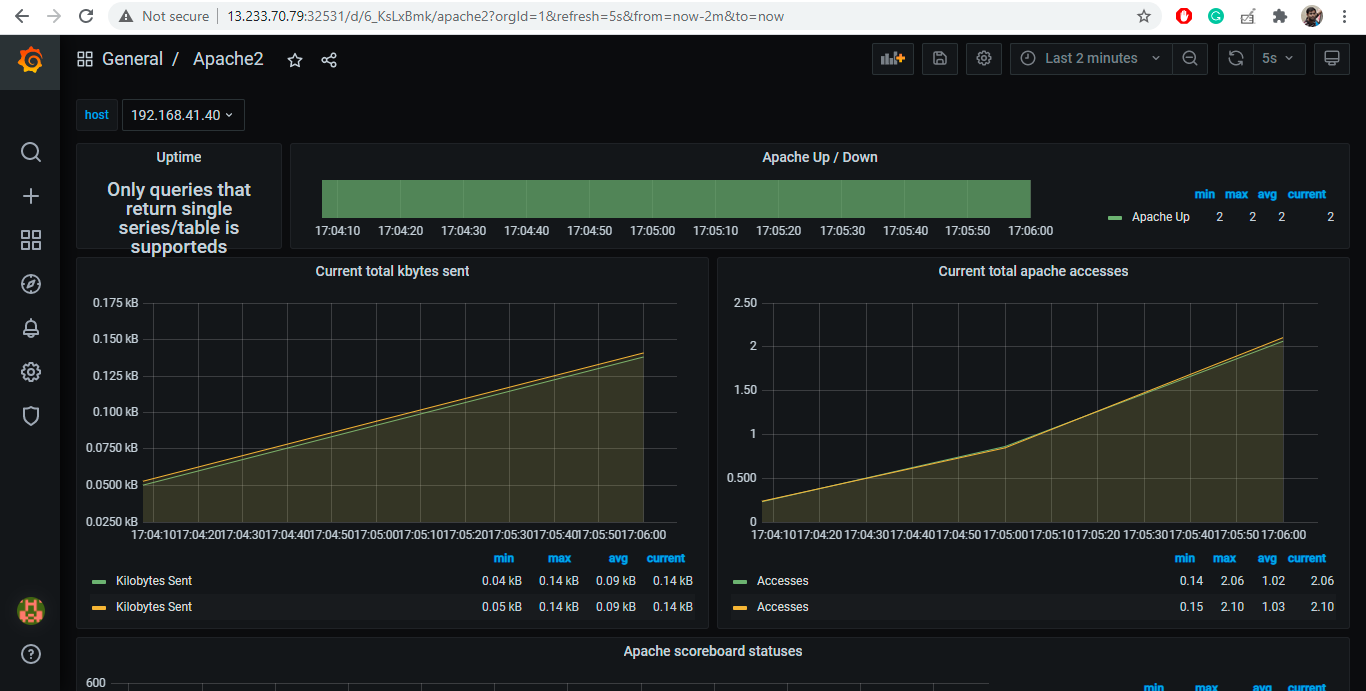 Not secure
13.233.70.79:32531/d/6_KsLxBmk/apache2?orgId=1&refresh=5s&from=now-2m&to=now
General / Apache2
Last 2 minutes
5s
host
192.168.41.40
Uptime
Only queries that
return single
series/table is
supporteds
Apache Up / Down
17:04:10 17:04:20 17:04:30 17:04:40 17:04:50 17:05:00 17:05:10 17:05:20 17:05:30 17:05:40 17:05:50 17:06:00
min max avg current
Apache Up 2 2 2 2
Current total kbytes sent
0.175 kB
0.150 kB
0.125 kB
0.100 kB
0.0750 kB
0.0500 kB
0.0250 kB
17:04:10 17:04:20 17:04:30 17:04:40 17:04:50 17:05:00 17:05:10 17:05:20 17:05:30 17:05:40 17:05:50 17:06:00
min max avg current
Kilobytes Sent 0.04 kB 0.14 kB 0.09 kB 0.14 kB
Kilobytes Sent 0.05 kB 0.14 kB 0.09 kB 0.14 kB
Current total apache accesses
2.50
2
1.50
1
0.500
0
17:04:10 17:04:20 17:04:30 17:04:40 17:04:50 17:05:00 17:05:10 17:05:20 17:05:30 17:05:40 17:05:50 17:06:00
min max avg current
Accesses 0.14 2.06 1.02 2.06
Accesses 0.15 2.10 1.03 2.10
Apache scoreboard statuses
600
min max avg current